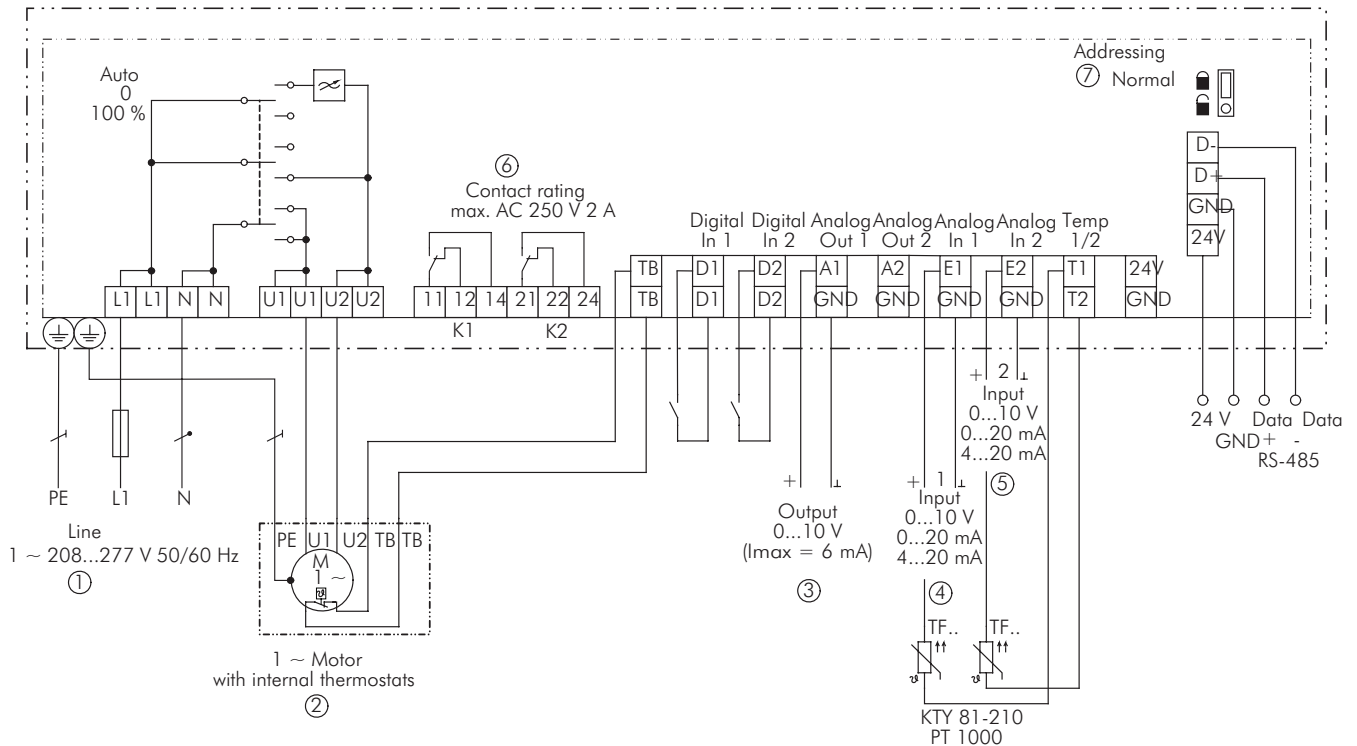 Addressing
⑦ Normal
Auto
0
100 %
⑥
Contact rating
max. AC 250 V 2 A
D-
D+
GND
24V
Digital In 1
Digital In 2
Analog Out 1
Analog Out 2
Analog In 1
Analog In 2
Temp 1/2
TB D1 D2 A1 A2 E1 E2 T1 24V
TB D1 D2 GND GND GND GND T2 GND
L1 L1 N N U1 U1 U2 U2 11 12 14 21 22 24
K1 K2
PE L1 N
Line
1 ~ 208...277 V 50/60 Hz
①
PE U1 U2 TB TB
M
1 ~
ϑ
1 ~ Motor
with internal thermostats
②
+ ⊥
Output
0...10 V
(Imax = 6 mA)
③
+ 1 ⊥
Input
0...10 V
0...20 mA
4...20 mA
④
+ 2 ⊥
Input
0...10 V
0...20 mA
4...20 mA
⑤
TF.. TF..
ϑ ϑ
KTY 81-210
PT 1000
24 V
GND
Data +
Data -
RS-485